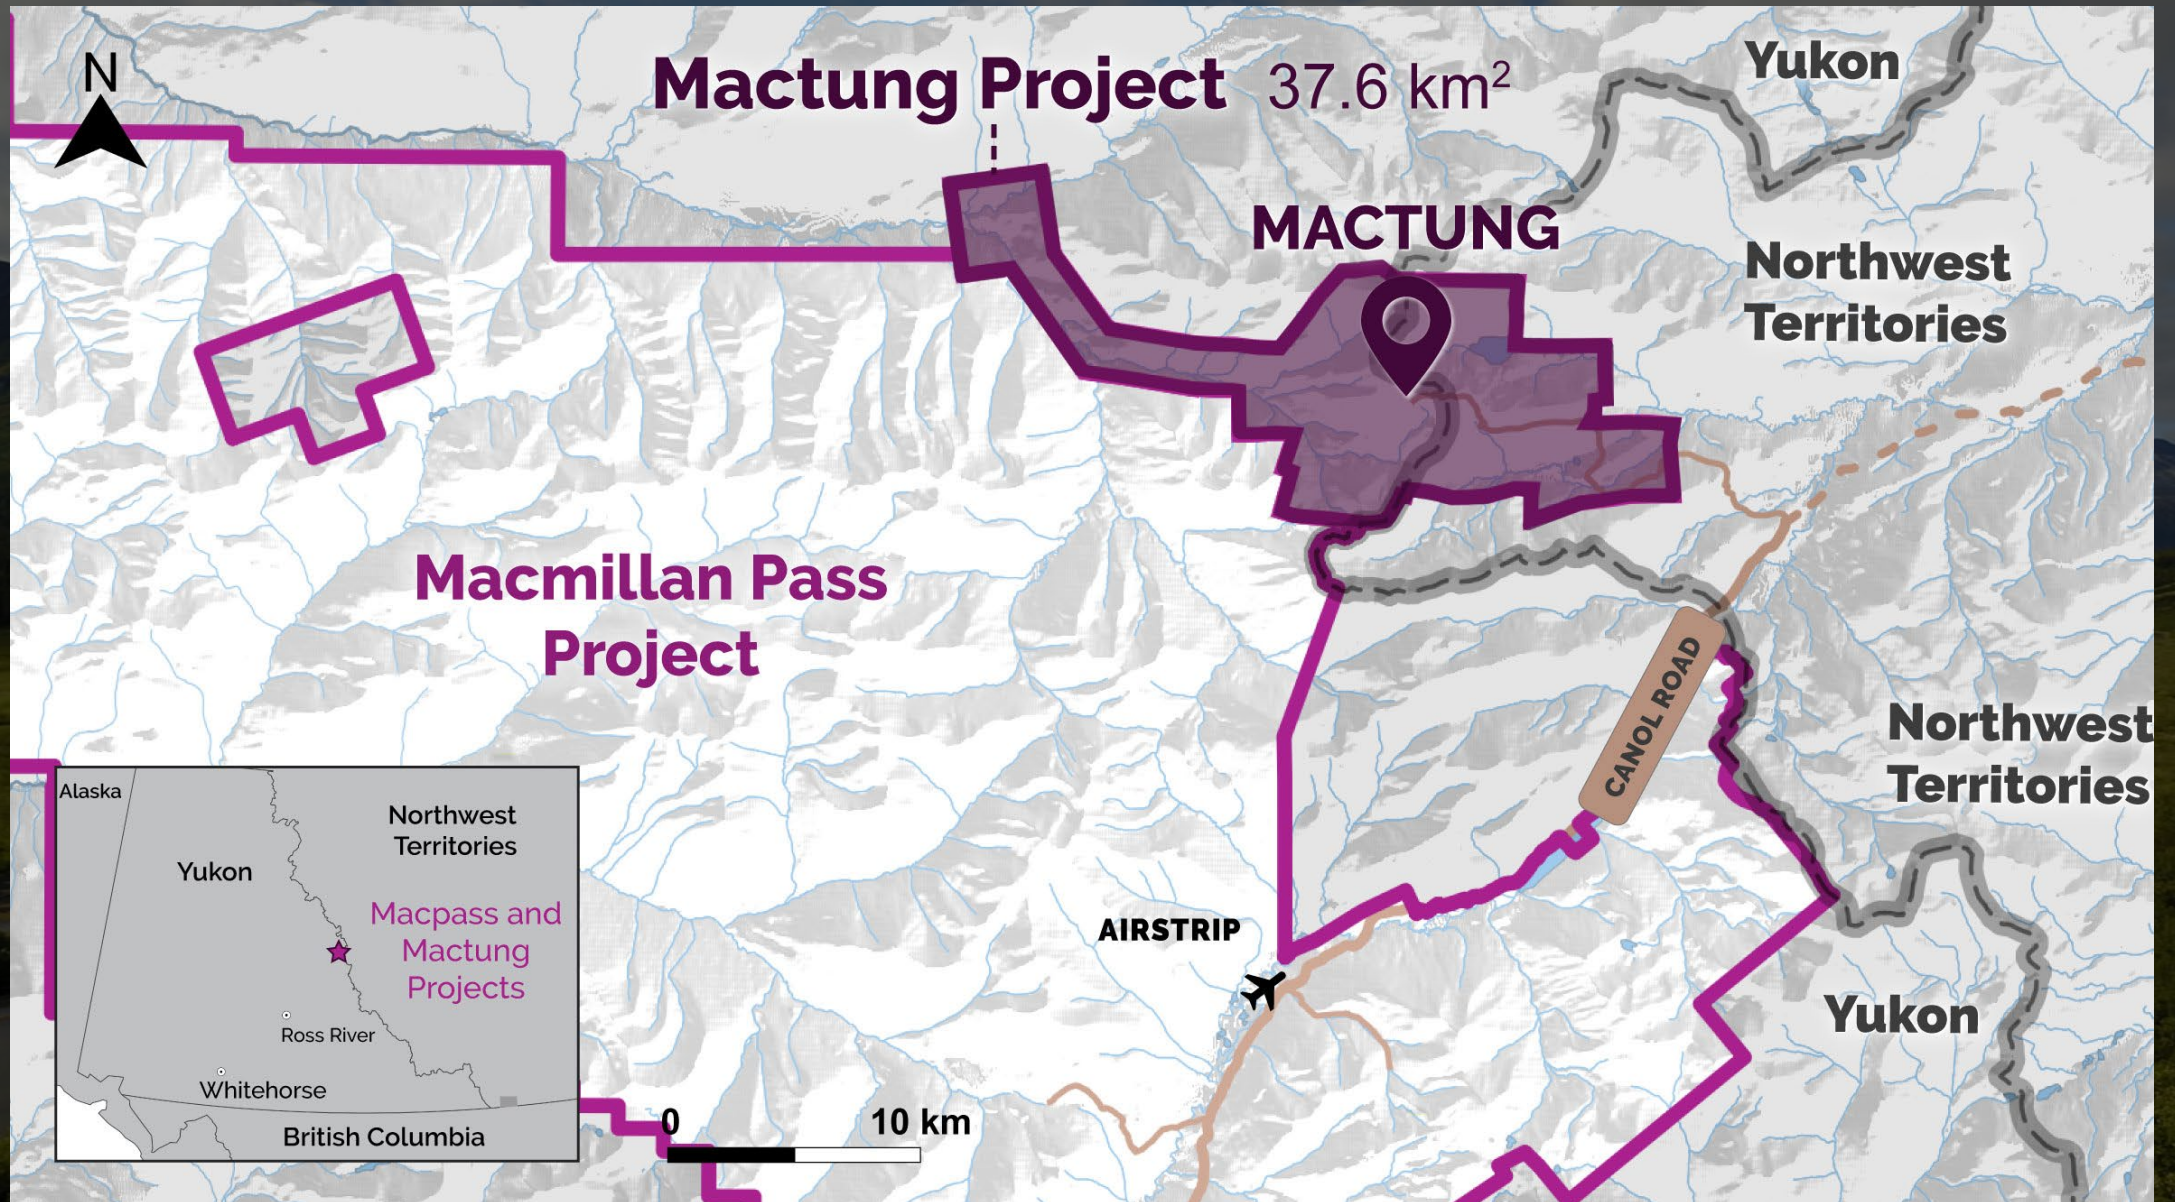 N
Mactung Project 37.6 km²
Yukon
MACTUNG
Northwest
Territories
Macmillan Pass
Project
CANOL ROAD
Northwest
Territories
AIRSTRIP
Yukon
Alaska
Northwest
Territories
Yukon
Macpass and
Mactung
Projects
Ross River
Whitehorse
British Columbia
0 10 km